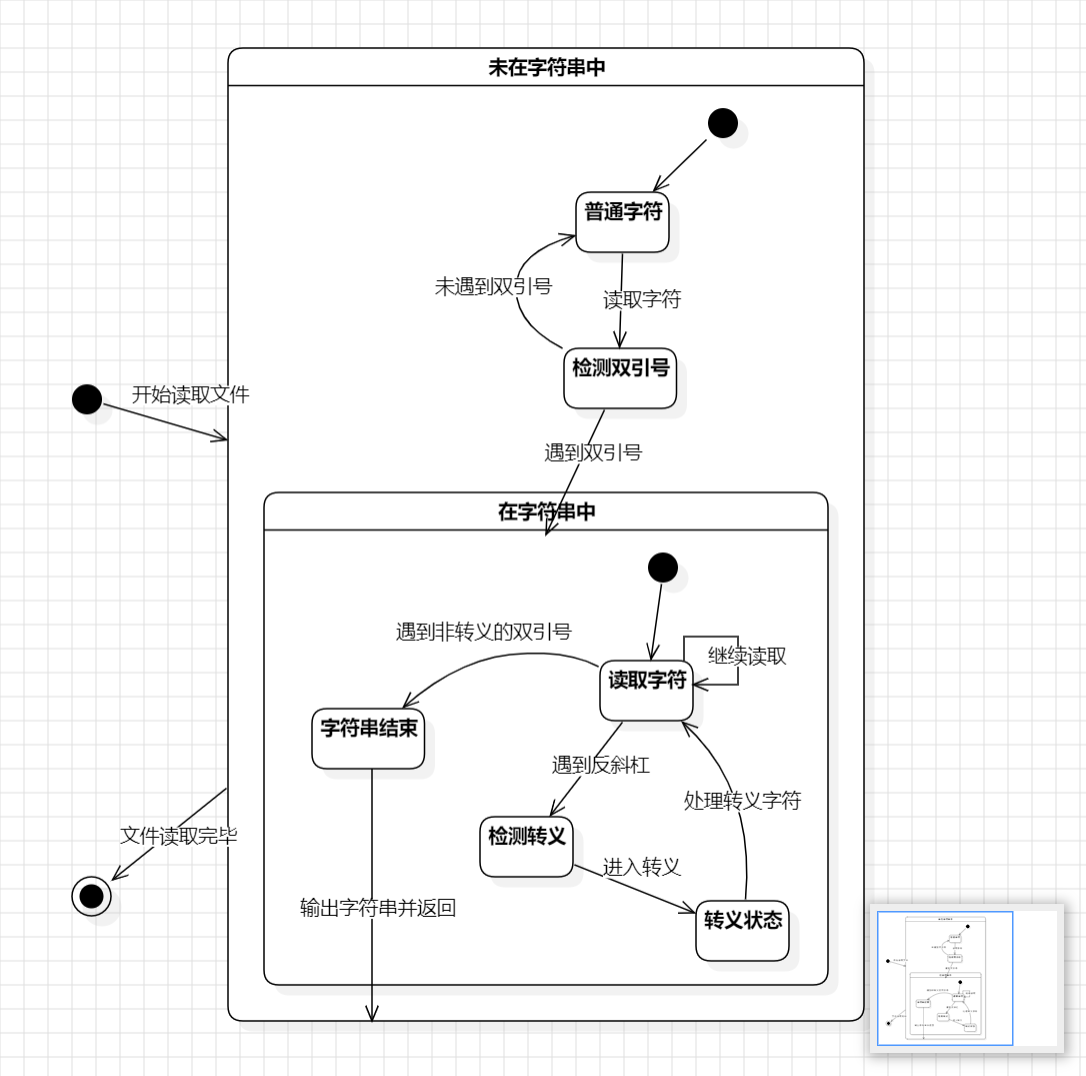 未在字符串中
普通字符
未遇到双引号
读取字符
检测双引号
开始读取文件
遇到双引号
在字符串中
遇到非转义的双引号
继续读取
读取字符
字符串结束
遇到反斜杠
处理转义字符
检测转义
文件读取完毕
进入转义
输出字符串并返回
转义状态